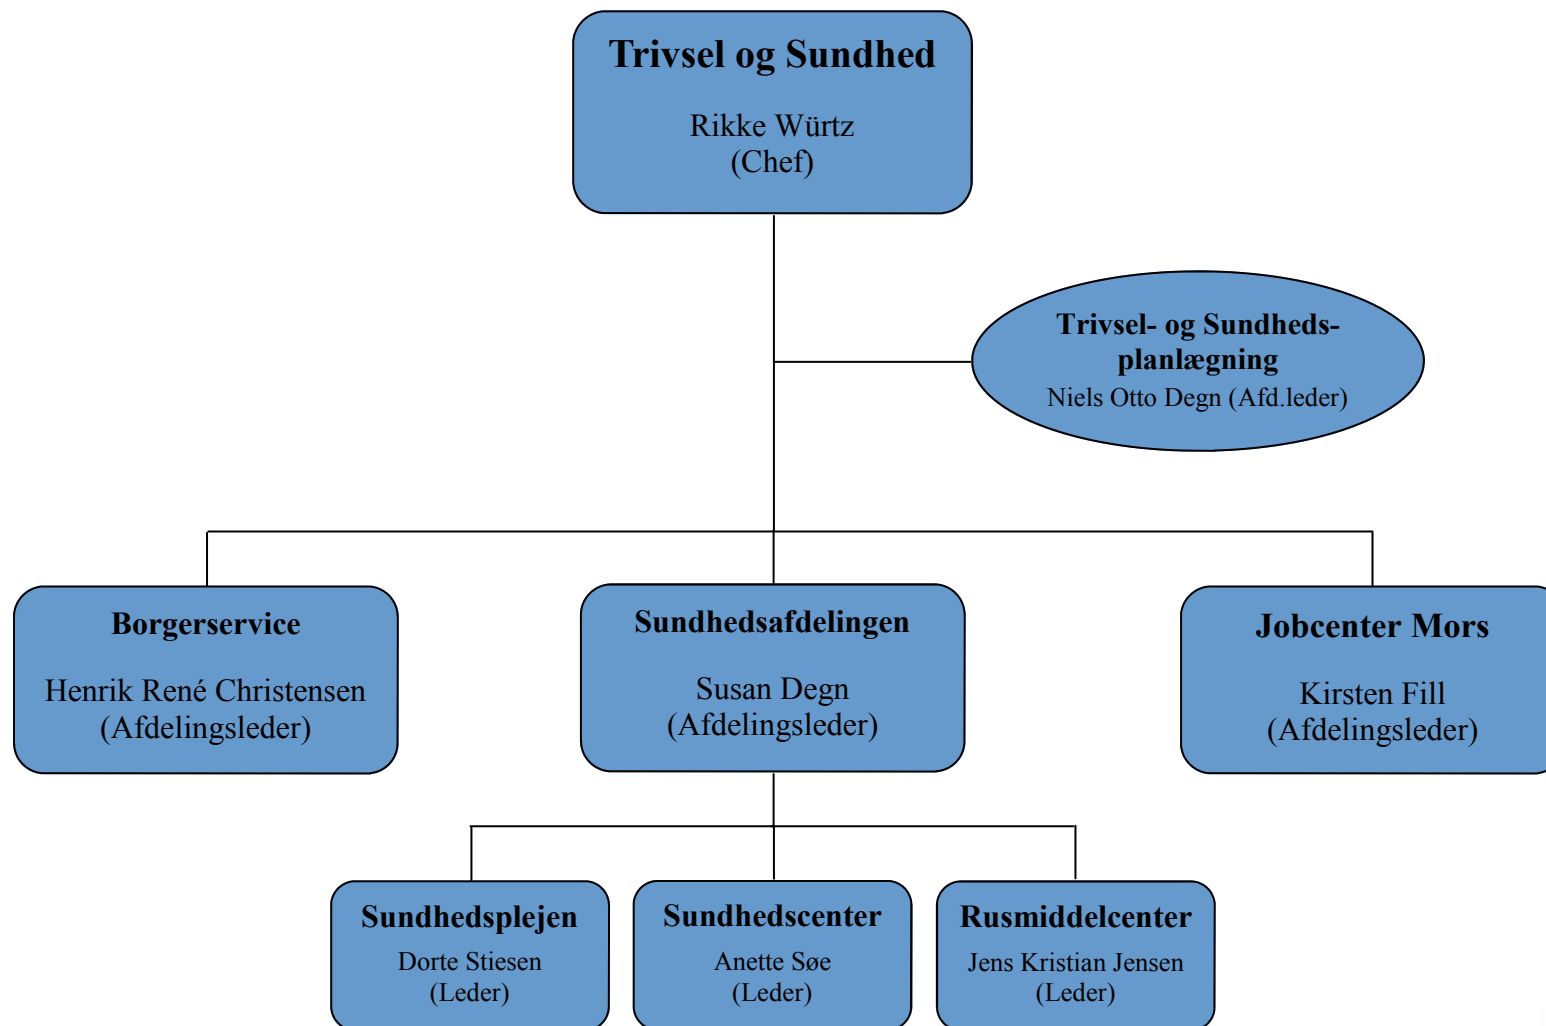 Trivsel og Sundhed
Rikke Würtz
(Chef)
Trivsel- og Sundheds-
planlægning
Niels Otto Degn (Afd.leder)
Borgerservice
Henrik René Christensen
(Afdelingsleder)
Sundhedsafdelingen
Susan Degn
(Afdelingsleder)
Jobcenter Mors
Kirsten Fill
(Afdelingsleder)
Sundhedsplejen
Dorte Stiesen
(Leder)
Sundhedscenter
Anette Søe
(Leder)
Rusmiddelcenter
Jens Kristian Jensen
(Leder)